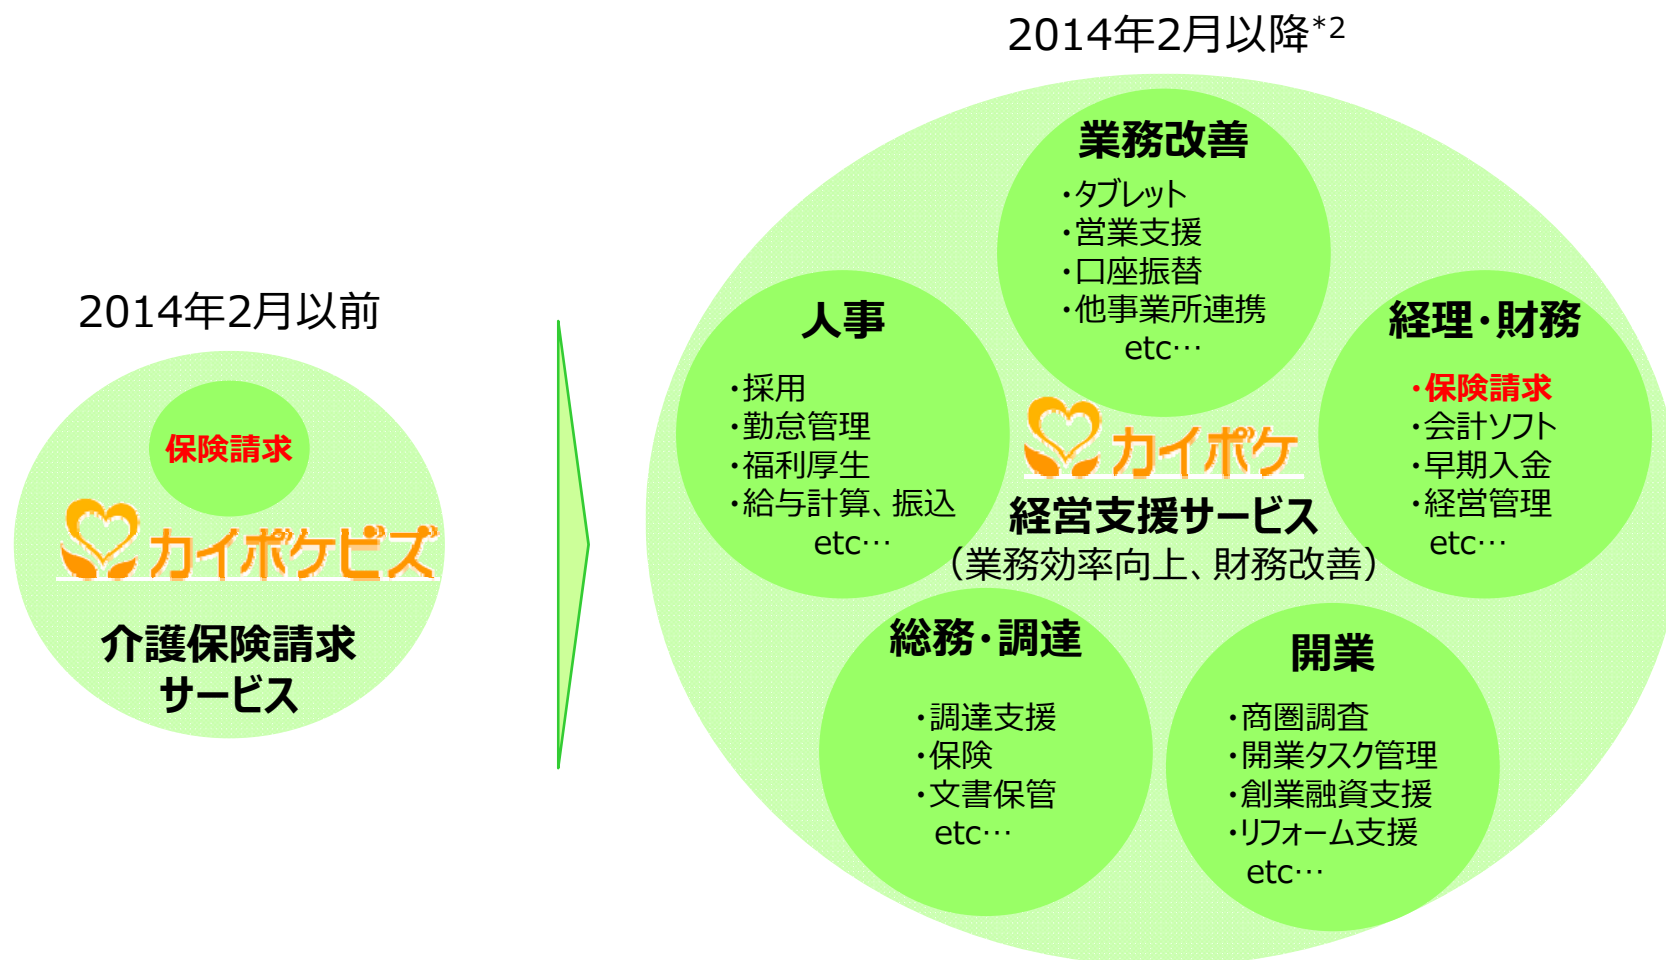 2014年2月以前
保険請求
カイポケビズ
介護保険請求
サービス
2014年2月以降*2
業務改善
・タブレット
・営業支援
・口座振替
・他事業所連携
etc…
人事
・採用
・勤怠管理
・福利厚生
・給与計算、振込
etc…
経理・財務
・保険請求
・会計ソフト
・早期入金
・経営管理
etc…
カイポケ
経営支援サービス
（業務効率向上、財務改善）
総務・調達
・調達支援
・保険
・文書保管
etc…
開業
・商圏調査
・開業タスク管理
・創業融資支援
・リフォーム支援
etc…